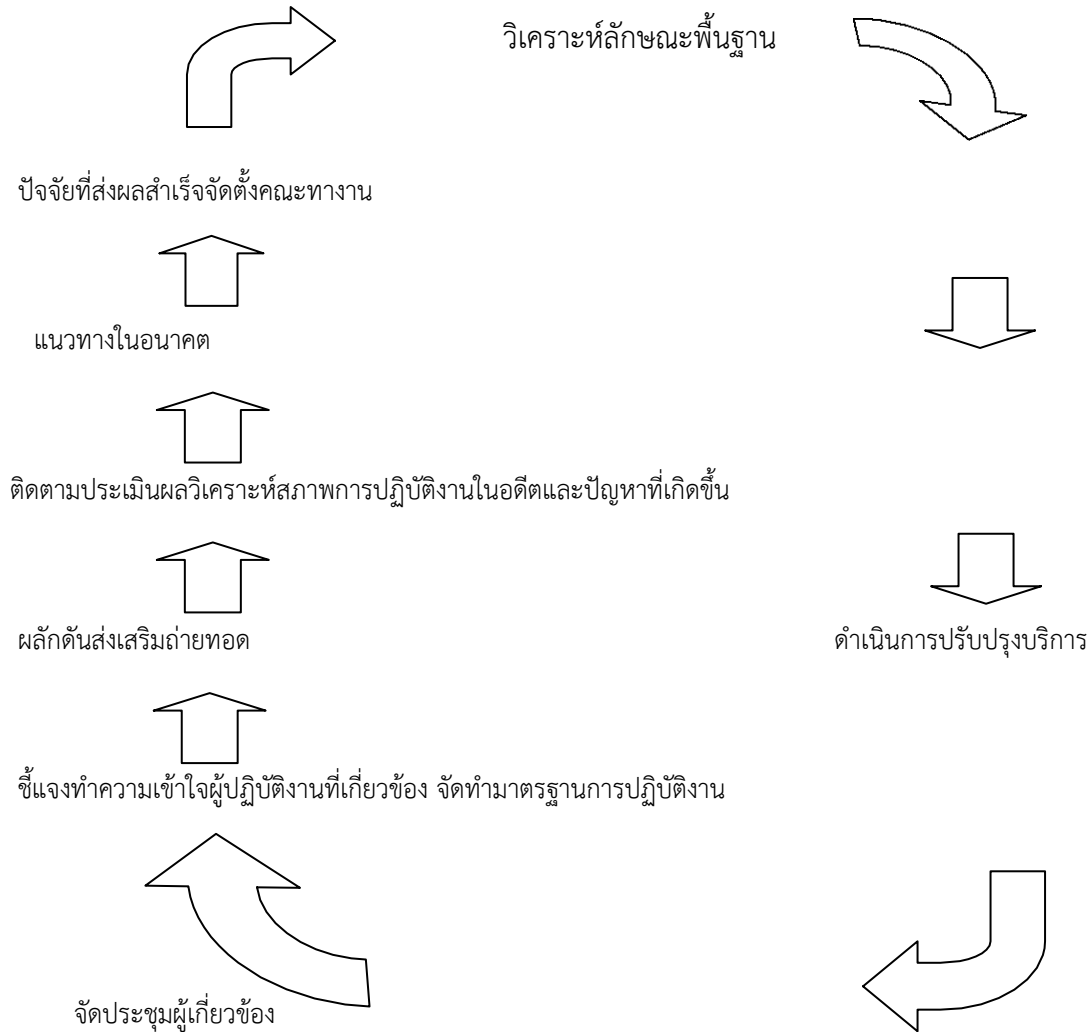 วิเคราะห์ลักษณะพื้นฐาน
ปัจจัยที่ส่งผลสำเร็จจัดตั้งคณะทางาน
แนวทางในอนาคต
ติดตามประเมินผลวิเคราะห์สภาพการปฏิบัติงานในอดีตและปัญหาที่เกิดขึ้น
ผลักดันส่งเสริมถ่ายทอด ดำเนินการปรับปรุงบริการ
ชี้แจงทำความเข้าใจผู้ปฏิบัติงานที่เกี่ยวข้อง จัดทำมาตรฐานการปฏิบัติงาน
จัดประชุมผู้เกี่ยวข้อง